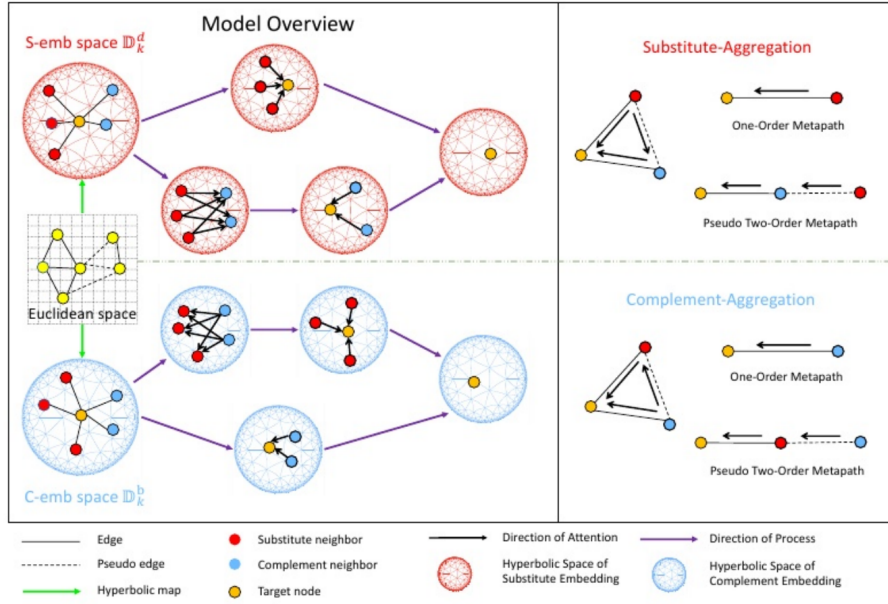 Model Overview
S-emb space 𝔻ₖᵈ
Euclidean space
C-emb space 𝔻ₖᵇ
Substitute-Aggregation
One-Order Metapath
Pseudo Two-Order Metapath
Complement-Aggregation
One-Order Metapath
Pseudo Two-Order Metapath
Edge
Pseudo edge
Hyperbolic map
Substitute neighbor
Complement neighbor
Target node
Direction of Attention
Hyperbolic Space of
Substitute Embedding
Direction of Process
Hyperbolic Space of
Complement Embedding